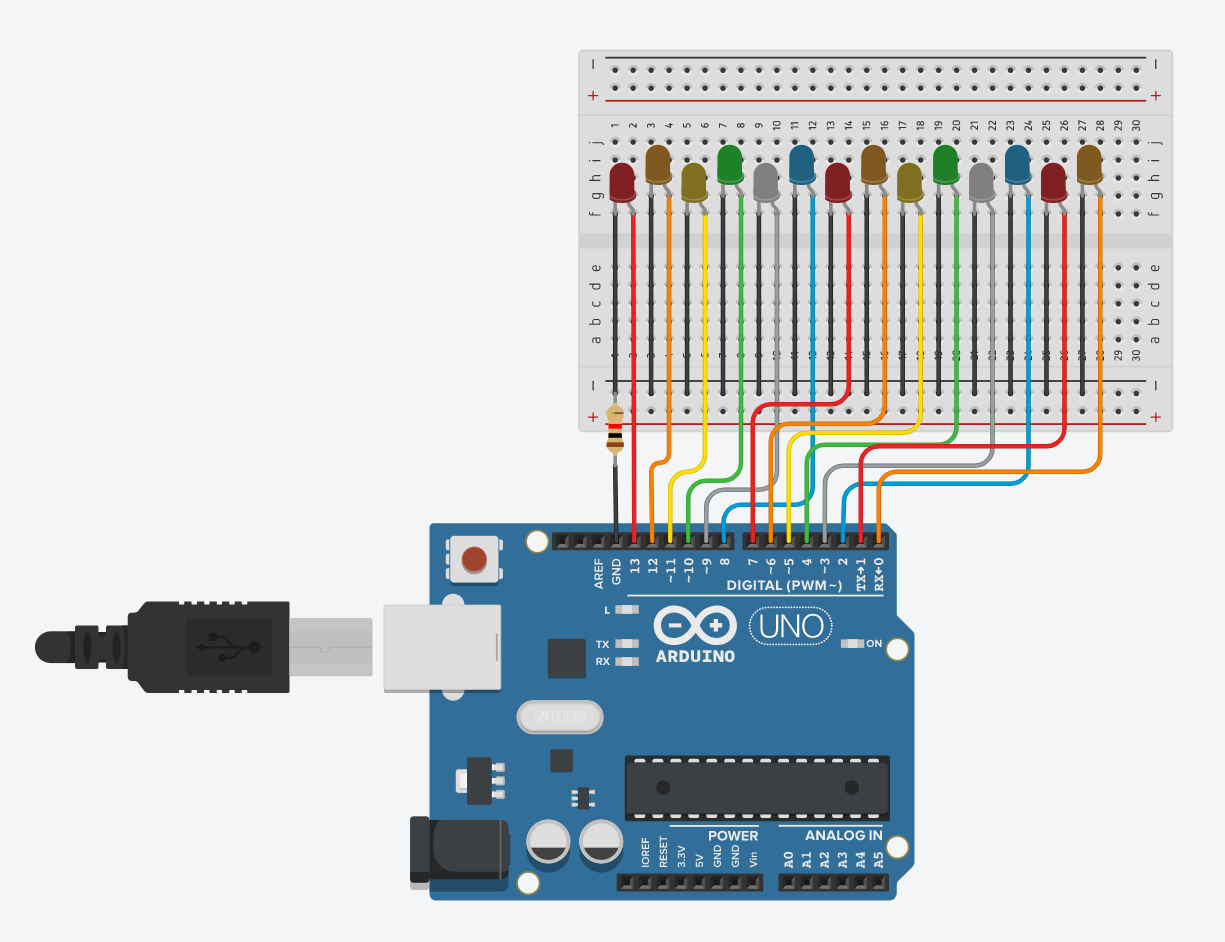 − −
+ +
1 2 3 4 5 6 7 8 9 10 11 12 13 14 15 16 17 18 19 20 21 22 23 24 25 26 27 28 29 30
j j
i i
h h
g g
f f
e e
d d
c c
b b
a a
29 30
− −
+ +
AREF GND 13 12 ~11 ~10 ~9 8 7 ~6 ~5 4 ~3 2 TX→1 RX←0
DIGITAL (PWM~)
L
TX
RX
UNO
ON
ARDUINO
SPK16.000G
POWER
ANALOG IN
IOREF RESET 3.3V 5V GND GND Vin A0 A1 A2 A3 A4 A5